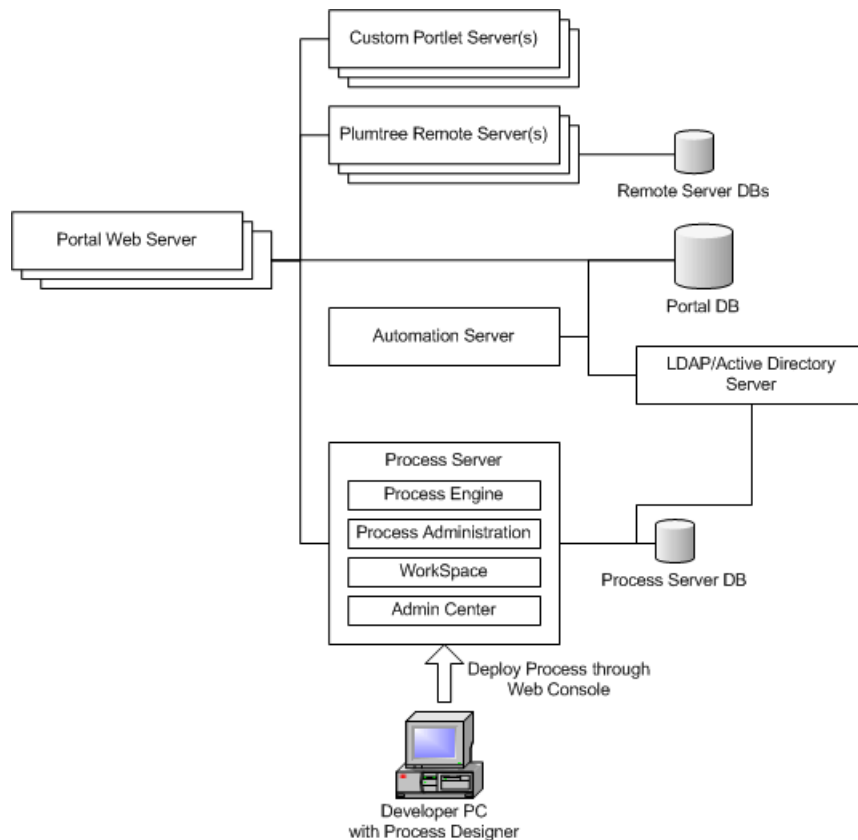 Custom Portlet Server(s)
Plumtree Remote Server(s)
Remote Server DBs
Portal Web Server
Portal DB
Automation Server
LDAP/Active Directory
Server
Process Server
Process Engine
Process Administration
WorkSpace
Admin Center
Process Server DB
Deploy Process through
Web Console
Developer PC
with Process Designer